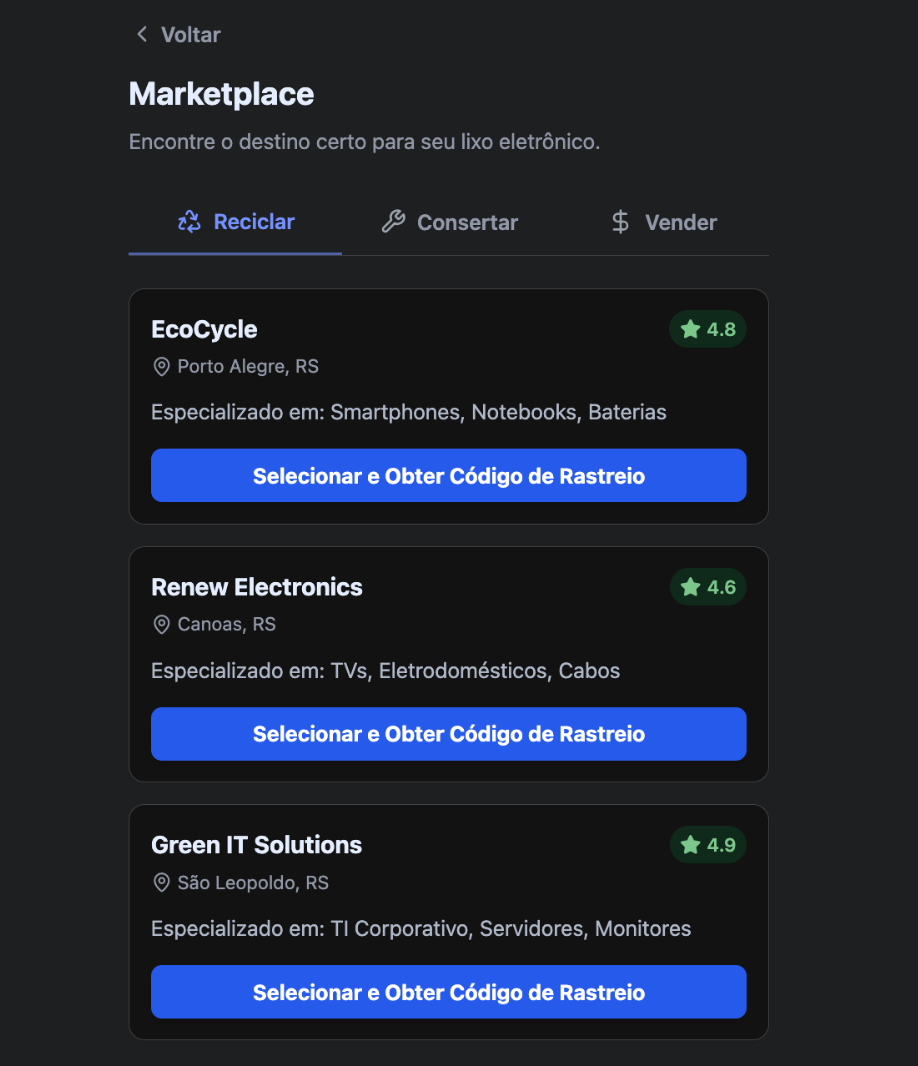 Voltar
Marketplace
Encontre o destino certo para seu lixo eletrônico.
Reciclar Consertar Vender
EcoCycle 4.8
Porto Alegre, RS
Especializado em: Smartphones, Notebooks, Baterias
Selecionar e Obter Código de Rastreio
Renew Electronics 4.6
Canoas, RS
Especializado em: TVs, Eletrodomésticos, Cabos
Selecionar e Obter Código de Rastreio
Green IT Solutions 4.9
São Leopoldo, RS
Especializado em: TI Corporativo, Servidores, Monitores
Selecionar e Obter Código de Rastreio